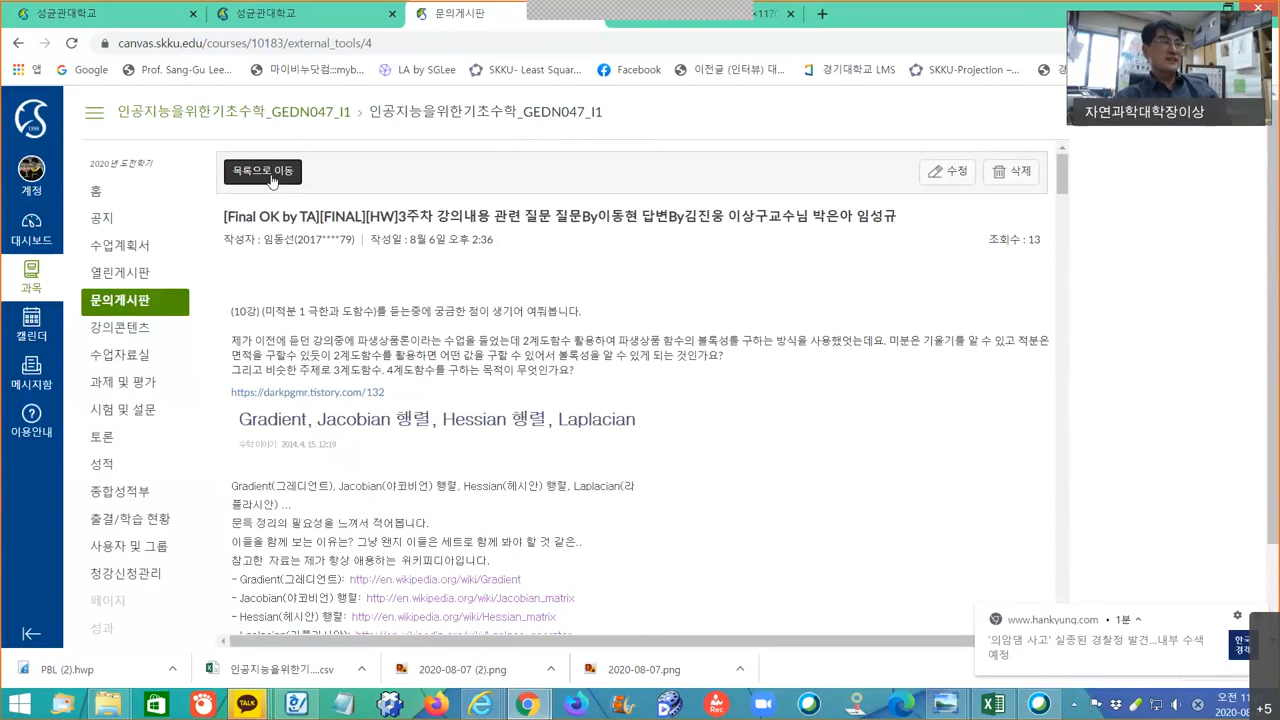 성균관대학교
성균관대학교
문의게시판
canvas.skku.edu/courses/10183/external_tools/4
앱
Google
Prof. Sang-Gu Lee...
마이비누닷컴:::myb...
LA by SGLee
SKKU- Least Squar...
Facebook
이전글 (인터뷰) 대...
경기대학교 LMS
SKKU-Projection –...
자연과학대학장이상
인공지능을위한기초수학_GEDN047_I1 › 인공지능을위한기초수학_GEDN047_I1
1398
계정
대시보드
과목
캘린더
메시지함
이용안내
2020년 도전학기
홈
공지
수업계획서
열린게시판
문의게시판
강의콘텐츠
수업자료실
과제 및 평가
시험 및 설문
토론
성적
종합성적부
출결/학습 현황
사용자 및 그룹
청강신청관리
페이지
성과
목록으로 이동
수정
삭제
[Final OK by TA][FINAL][HW]3주차 강의내용 관련 질문 질문By이동현 답변By김진웅 이상구교수님 박은아 임성규
작성자 : 임동선(2017****79) | 작성일 : 8월 6일 오후 2:36
조회수 : 13
(10강) (미적분 1 극한과 도함수)를 듣는중에 궁금한 점이 생기어 여쭤봅니다.
제가 이전에 듣던 강의중에 파생상품론이라는 수업을 들었는데 2계도함수 활용하여 파생상품 함수의 볼록성를 구하는 방식을 사용했엇는데요. 미분은 기울기를 알 수 있고 적분은
면적을 구할수 있듯이 2계도함수를 활용하면 어떤 값을 구할 수 있어서 볼록성을 알 수 있게 되는 것인가요?
그리고 비슷한 주제로 3계도함수. 4계도함수를 구하는 목적이 무엇인가요?
https://darkpgmr.tistory.com/132
Gradient, Jacobian 행렬, Hessian 행렬, Laplacian
수학 이야기 2014. 4. 15. 12:19
Gradient(그레디언트), Jacobian(야코비언) 행렬, Hessian(헤시안) 행렬, Laplacian(라
플라시안) ...
문득 정리의 필요성을 느껴서 적어봅니다.
이들을 함께 보는 이유는? 그냥 왠지 이들은 세트로 함께 봐야 할 것 같은..
참고한 자료는 제가 항상 애용하는 위키피디아입니다.
- Gradient(그레디언트): http://en.wikipedia.org/wiki/Gradient
- Jacobian(야코비언) 행렬: http://en.wikipedia.org/wiki/Jacobian_matrix
- Hessian(헤시안) 행렬: http://en.wikipedia.org/wiki/Hessian_matrix
www.hankyung.com • 1분
'의암댐 사고' 실종된 경찰정 발견...내부 수색
예정
한국
경제
PBL (2).hwp
인공지능을위한기....csv
2020-08-07 (2).png
2020-08-07.png
TALK
Rec
오전 11
2020-08
+5